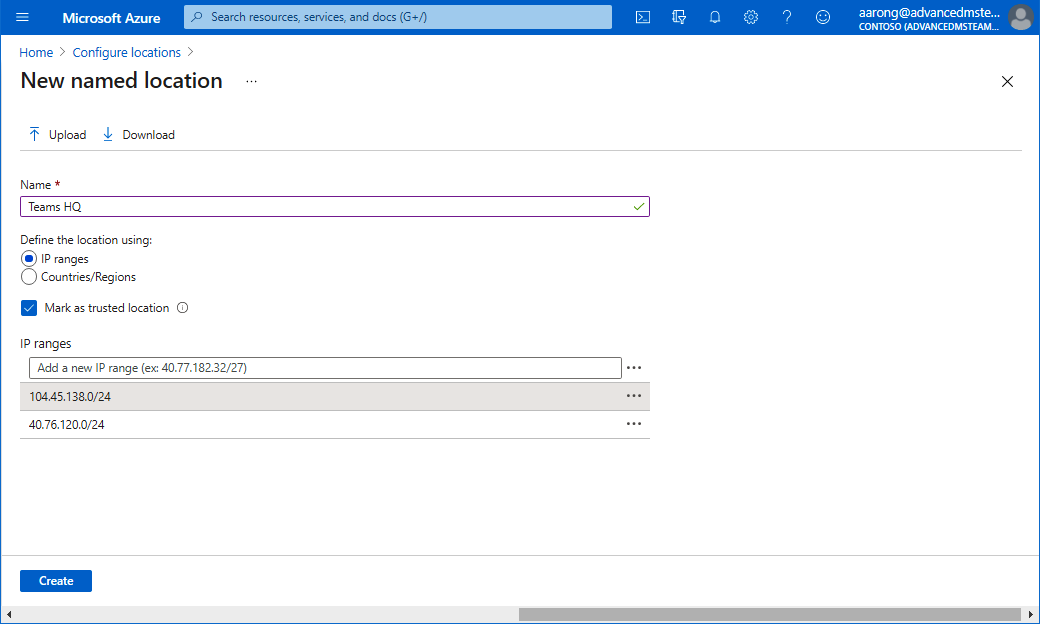 Microsoft Azure
Search resources, services, and docs (G+/)
aarong@advancedmste...
CONTOSO (ADVANCEDMSTEAM...
Home > Configure locations >
New named location ...
Upload Download
Name *
Teams HQ
Define the location using:
IP ranges
Countries/Regions
Mark as trusted location
IP ranges
Add a new IP range (ex: 40.77.182.32/27)
104.45.138.0/24
40.76.120.0/24
Create